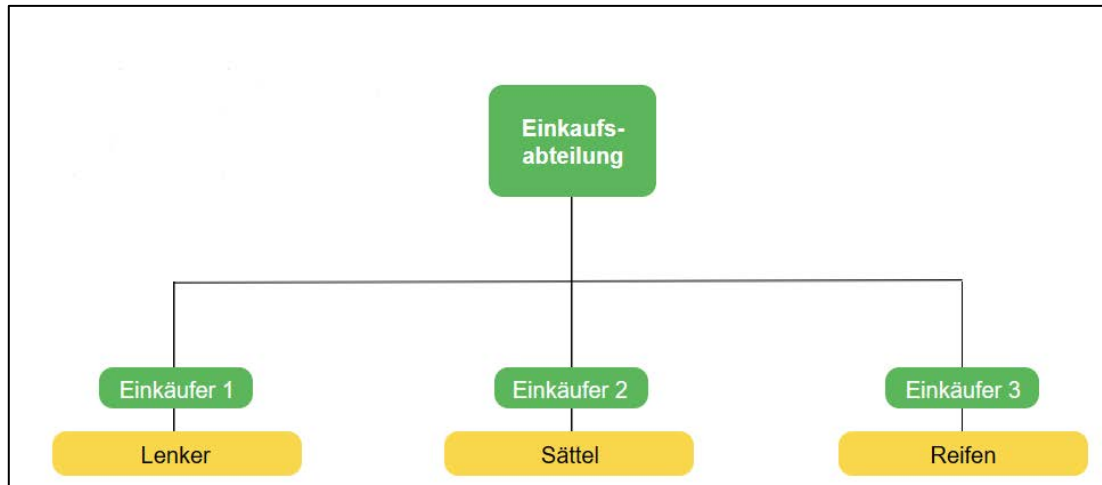 Einkaufs-
abteilung
Einkäufer 1
Einkäufer 2
Einkäufer 3
Lenker
Sättel
Reifen